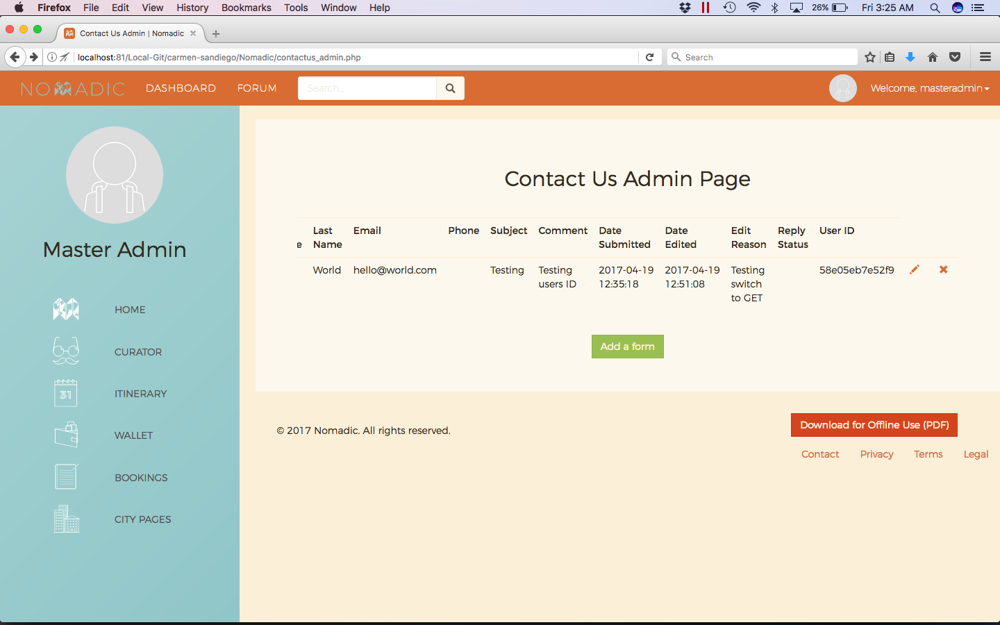 Firefox File Edit View History Bookmarks Tools Window Help 26% Fri 3:25 AM
Contact Us Admin | Nomadic
localhost:81/Local-Git/carmen-sandiego/Nomadic/contactus_admin.php Search
NOMADIC DASHBOARD FORUM Search... Welcome, masteradmin
Master Admin
HOME
CURATOR
31 ITINERARY
WALLET
BOOKINGS
CITY PAGES
Contact Us Admin Page
Last Email Phone Subject Comment Date Date Edit Reply User ID
e Name Submitted Edited Reason Status
World hello@world.com Testing Testing 2017-04-19 2017-04-19 Testing 58e05eb7e52f9
users ID 12:35:18 12:51:08 switch
to GET
Add a form
© 2017 Nomadic. All rights reserved.
Download for Offline Use (PDF)
Contact Privacy Terms Legal